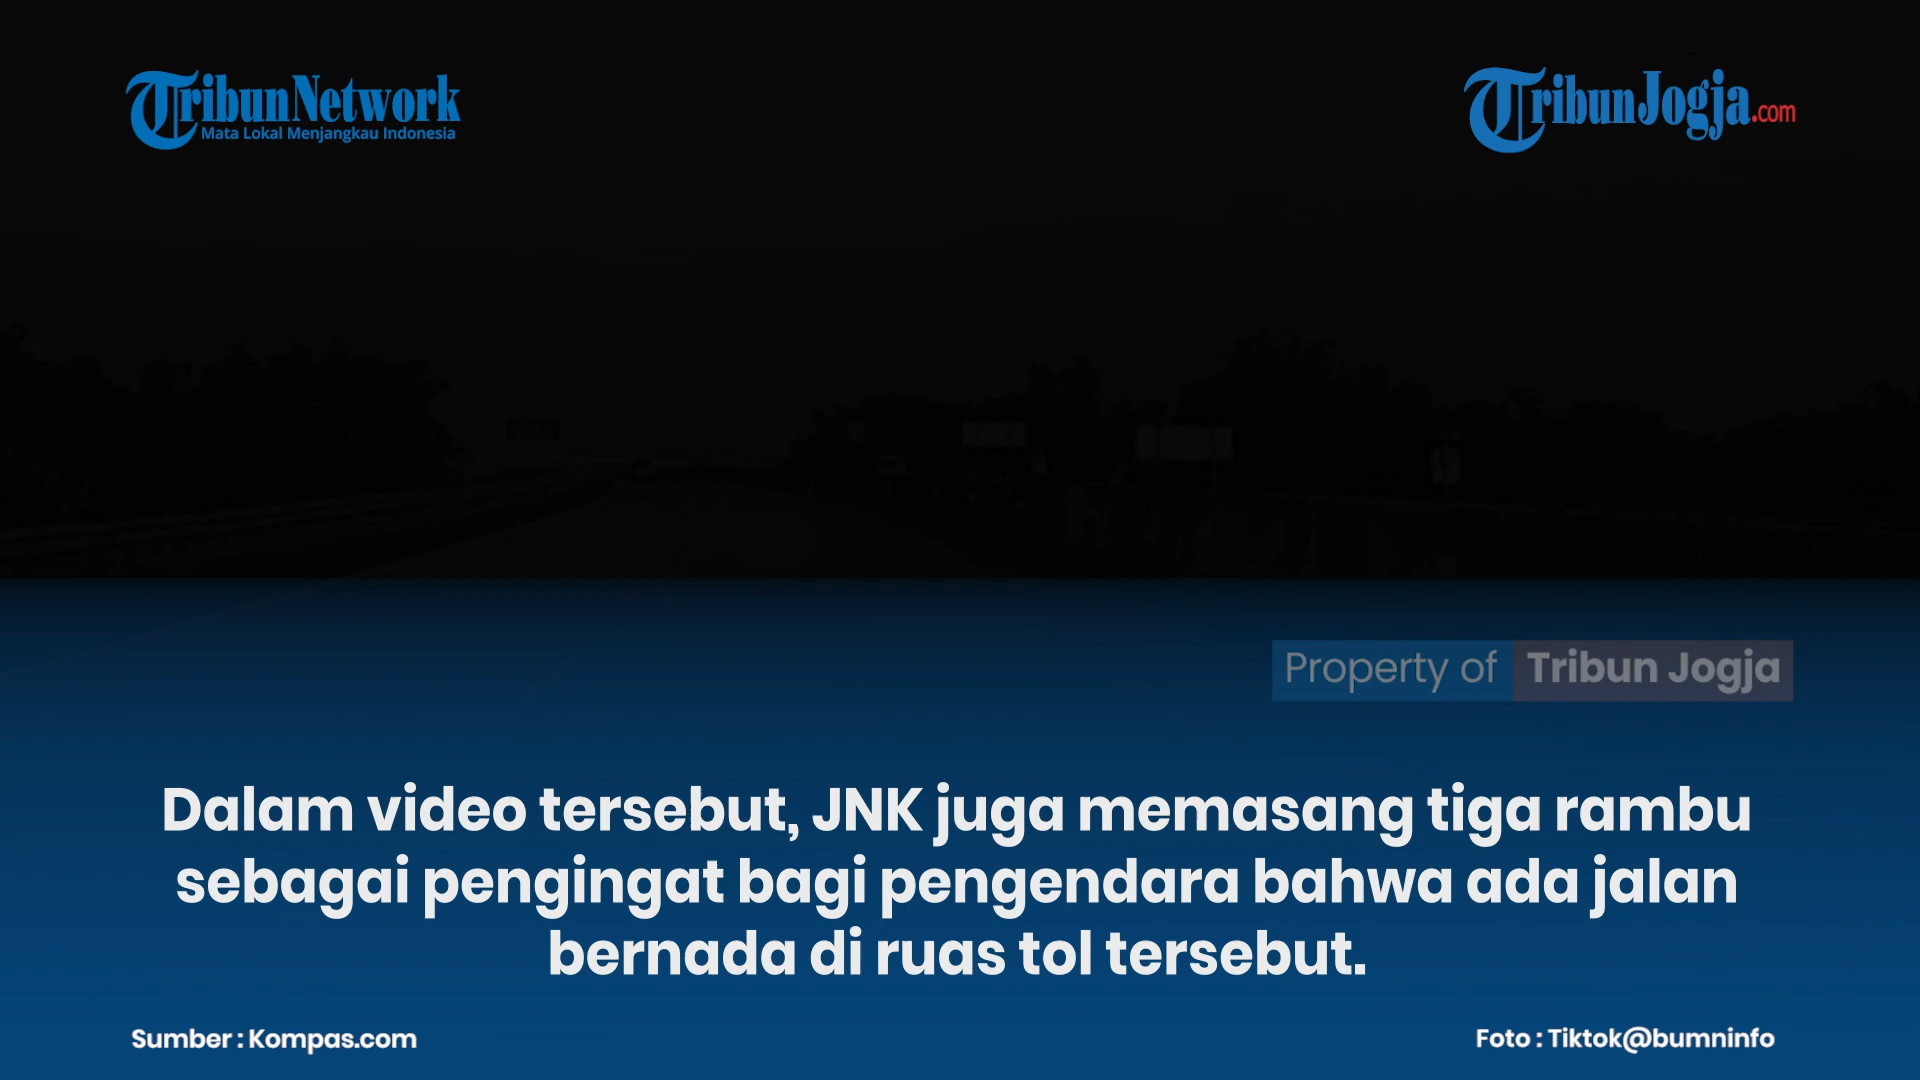 TribunNetwork
Mata Lokal Menjangkau Indonesia
TribunJogja.com
Property of Tribun Jogja
Dalam video tersebut, JNK juga memasang tiga rambu
sebagai pengingat bagi pengendara bahwa ada jalan
bernada di ruas tol tersebut.
Sumber : Kompas.com
Foto : Tiktok@bumninfo